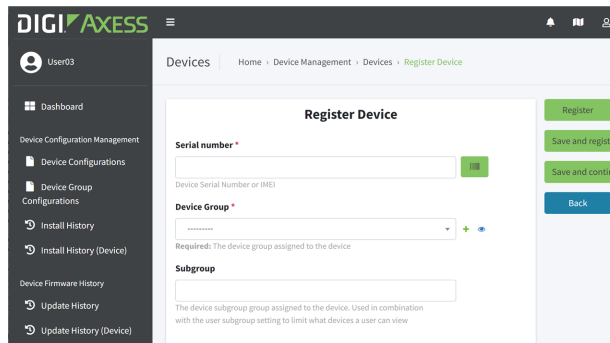 DIGI AXESS
User03
Dashboard
Device Configuration Management
Device Configurations
Device Group
Configurations
Install History
Install History (Device)
Device Firmware History
Update History
Update History (Device)
Devices
Home › Device Management › Devices › Register Device
Register Device
Serial number *
Device Serial Number or IMEI
Device Group *
---------
Required: The device group assigned to the device
Subgroup
The device subgroup group assigned to the device. Used in combination
with the user subgroup setting to limit what devices a user can view
Register
Save and regist
Save and conti
Back